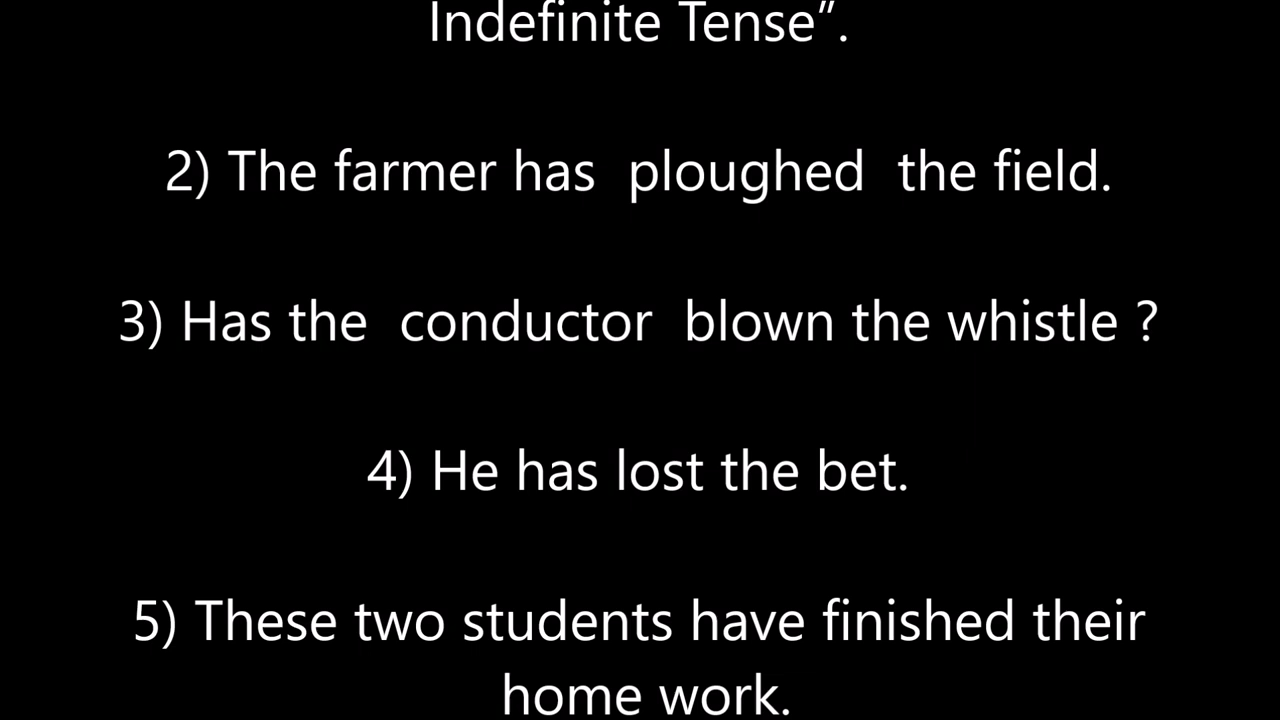 Indefinite Tense”.
2) The farmer has  ploughed  the field.
3) Has the  conductor  blown the whistle ?
4) He has lost the bet.
5) These two students have finished their
home work.